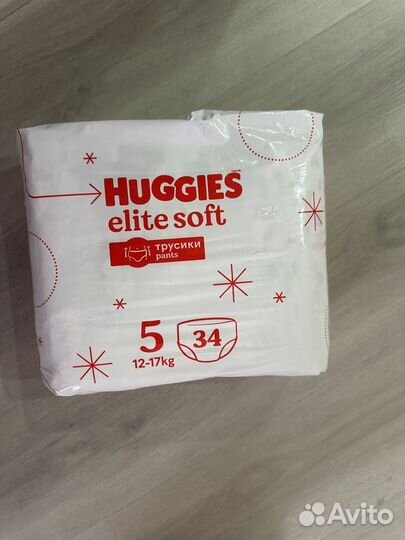 HUGGIES
elite soft
трусики
pants
5
34
12-17kg
Avito